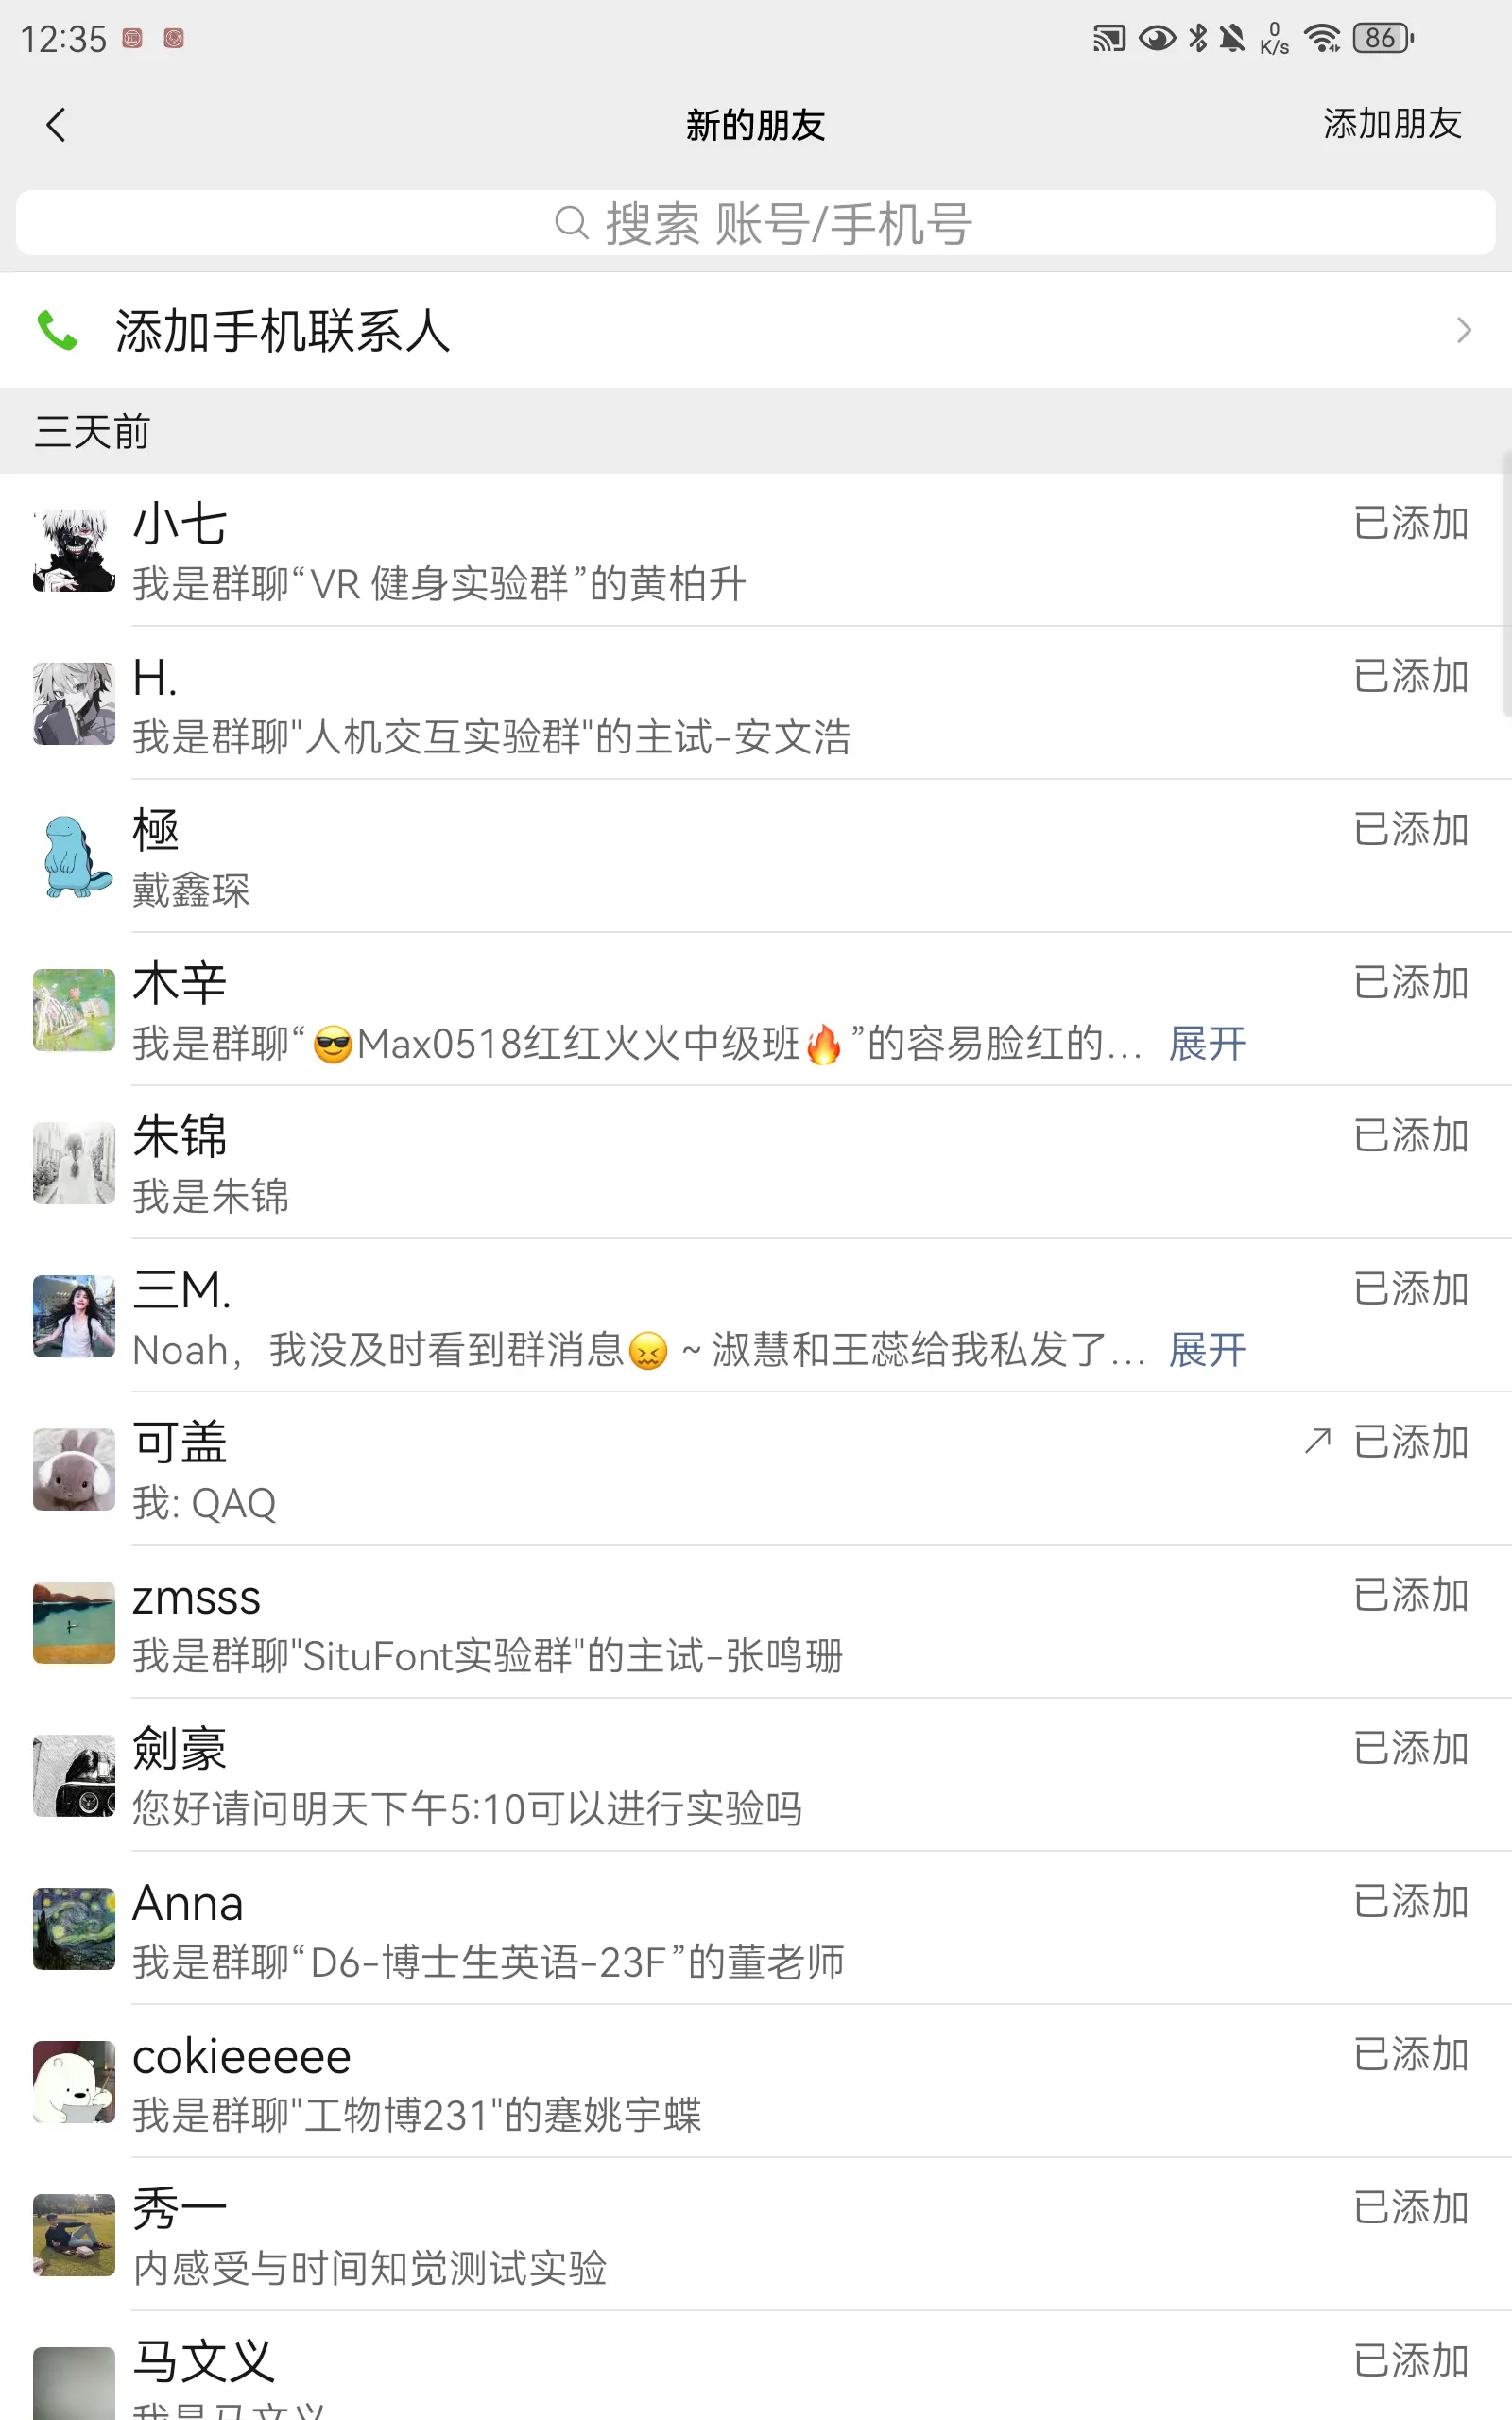 12:35
0 K/s
86
新的朋友
添加朋友
搜索 账号/手机号
添加手机联系人
三天前
小七
已添加
我是群聊“VR 健身实验群”的黄柏升
H.
已添加
我是群聊"人机交互实验群"的主试-安文浩
極
已添加
戴鑫琛
木辛
已添加
我是群聊“😎Max0518红红火火中级班🔥”的容易脸红的... 展开
朱锦
已添加
我是朱锦
三M.
已添加
Noah，我没及时看到群消息😖 ~ 淑慧和王蕊给我私发了... 展开
可盖
已添加
我: QAQ
zmsss
已添加
我是群聊"SituFont实验群"的主试-张鸣珊
劍豪
已添加
您好请问明天下午5:10可以进行实验吗
Anna
已添加
我是群聊“D6-博士生英语-23F”的董老师
cokieeeee
已添加
我是群聊"工物博231"的蹇姚宇蝶
秀一
已添加
内感受与时间知觉测试实验
马文义
已添加
我是马文义